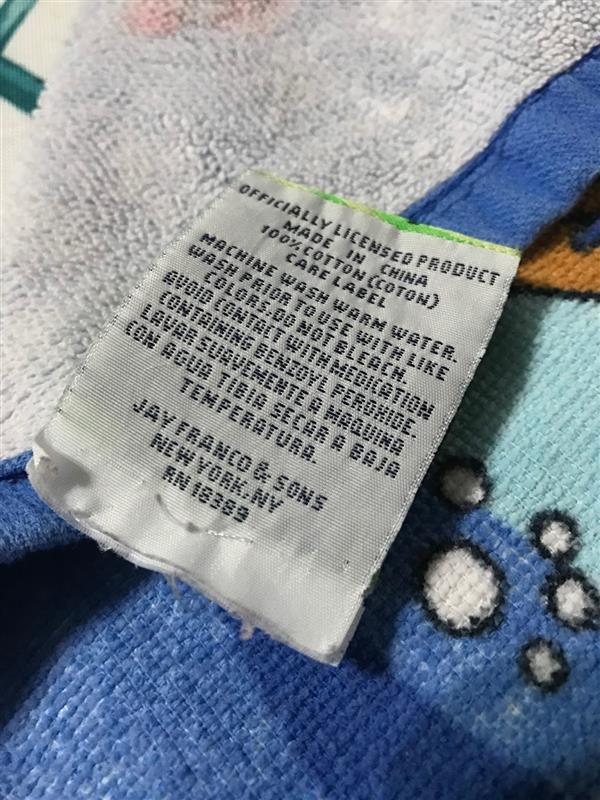 OFFICIALLY LICENSED PRODUCT
MADE IN CHINA
100% COTTON (COTON)
CARE LABEL
MACHINE WASH WARM WATER.
WASH PRIOR TO USE WITH LIKE
COLORS. DO NOT BLEACH.
AVOID CONTACT WITH MEDICATION
CONTAINING BENZOYL PEROXIDE.
LAVAR SUAVEMENTE A MAQUINA
CON AGUA TIBIA SECAR A BAJA
TEMPERATURA.
JAY FRANCO & SONS
NEW YORK, NY
RN 16389